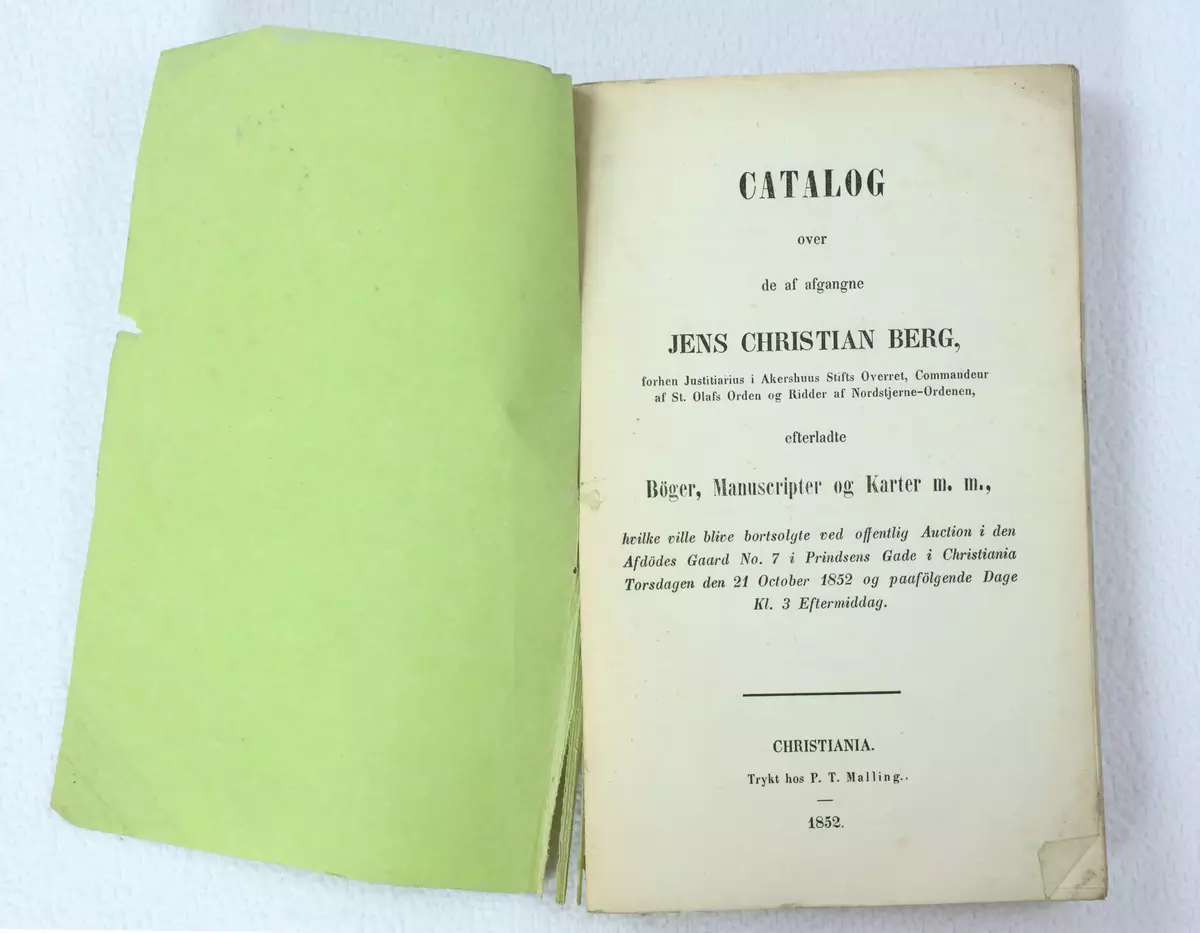 CATALOG
over
de af afgangne
JENS CHRISTIAN BERG,
forhen Justitiarius i Akershuus Stifts Overret, Commandeur
af St. Olafs Orden og Ridder af Nordstjerne-Ordenen,
efterladte
Böger, Manuscripter og Karter m. m.,
hvilke ville blive bortsolgte ved offentlig Auction i den
Afdödes Gaard No. 7 i Prindsens Gade i Christiania
Torsdagen den 21 October 1852 og paafölgende Dage
Kl. 3 Eftermiddag.
CHRISTIANIA.
Trykt hos P. T. Malling..
1852.